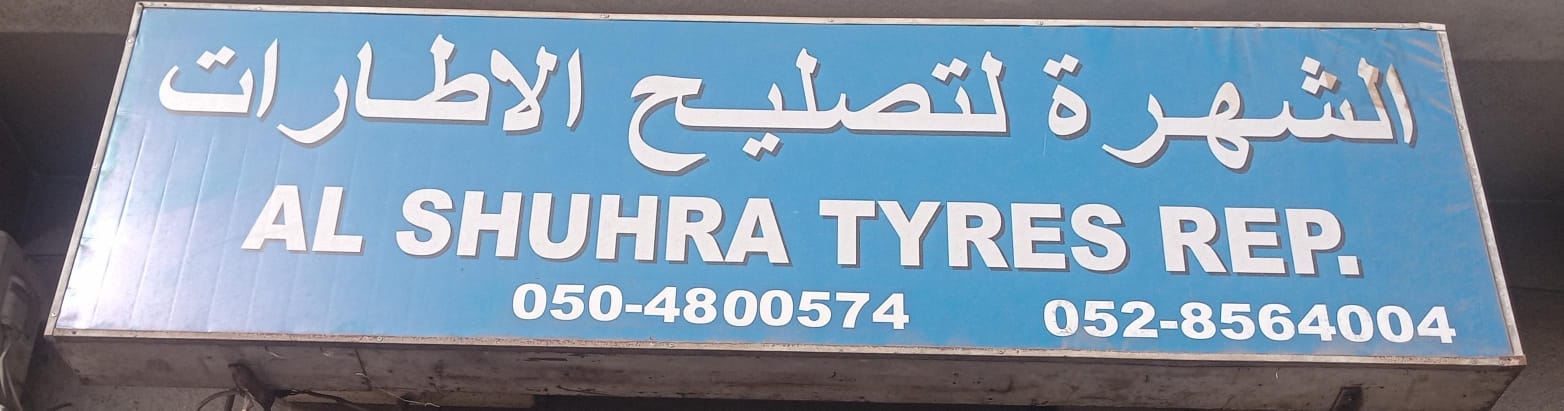 الشهرة لتصليح الاطارات
AL SHUHRA TYRES REP.
050-4800574 052-8564004